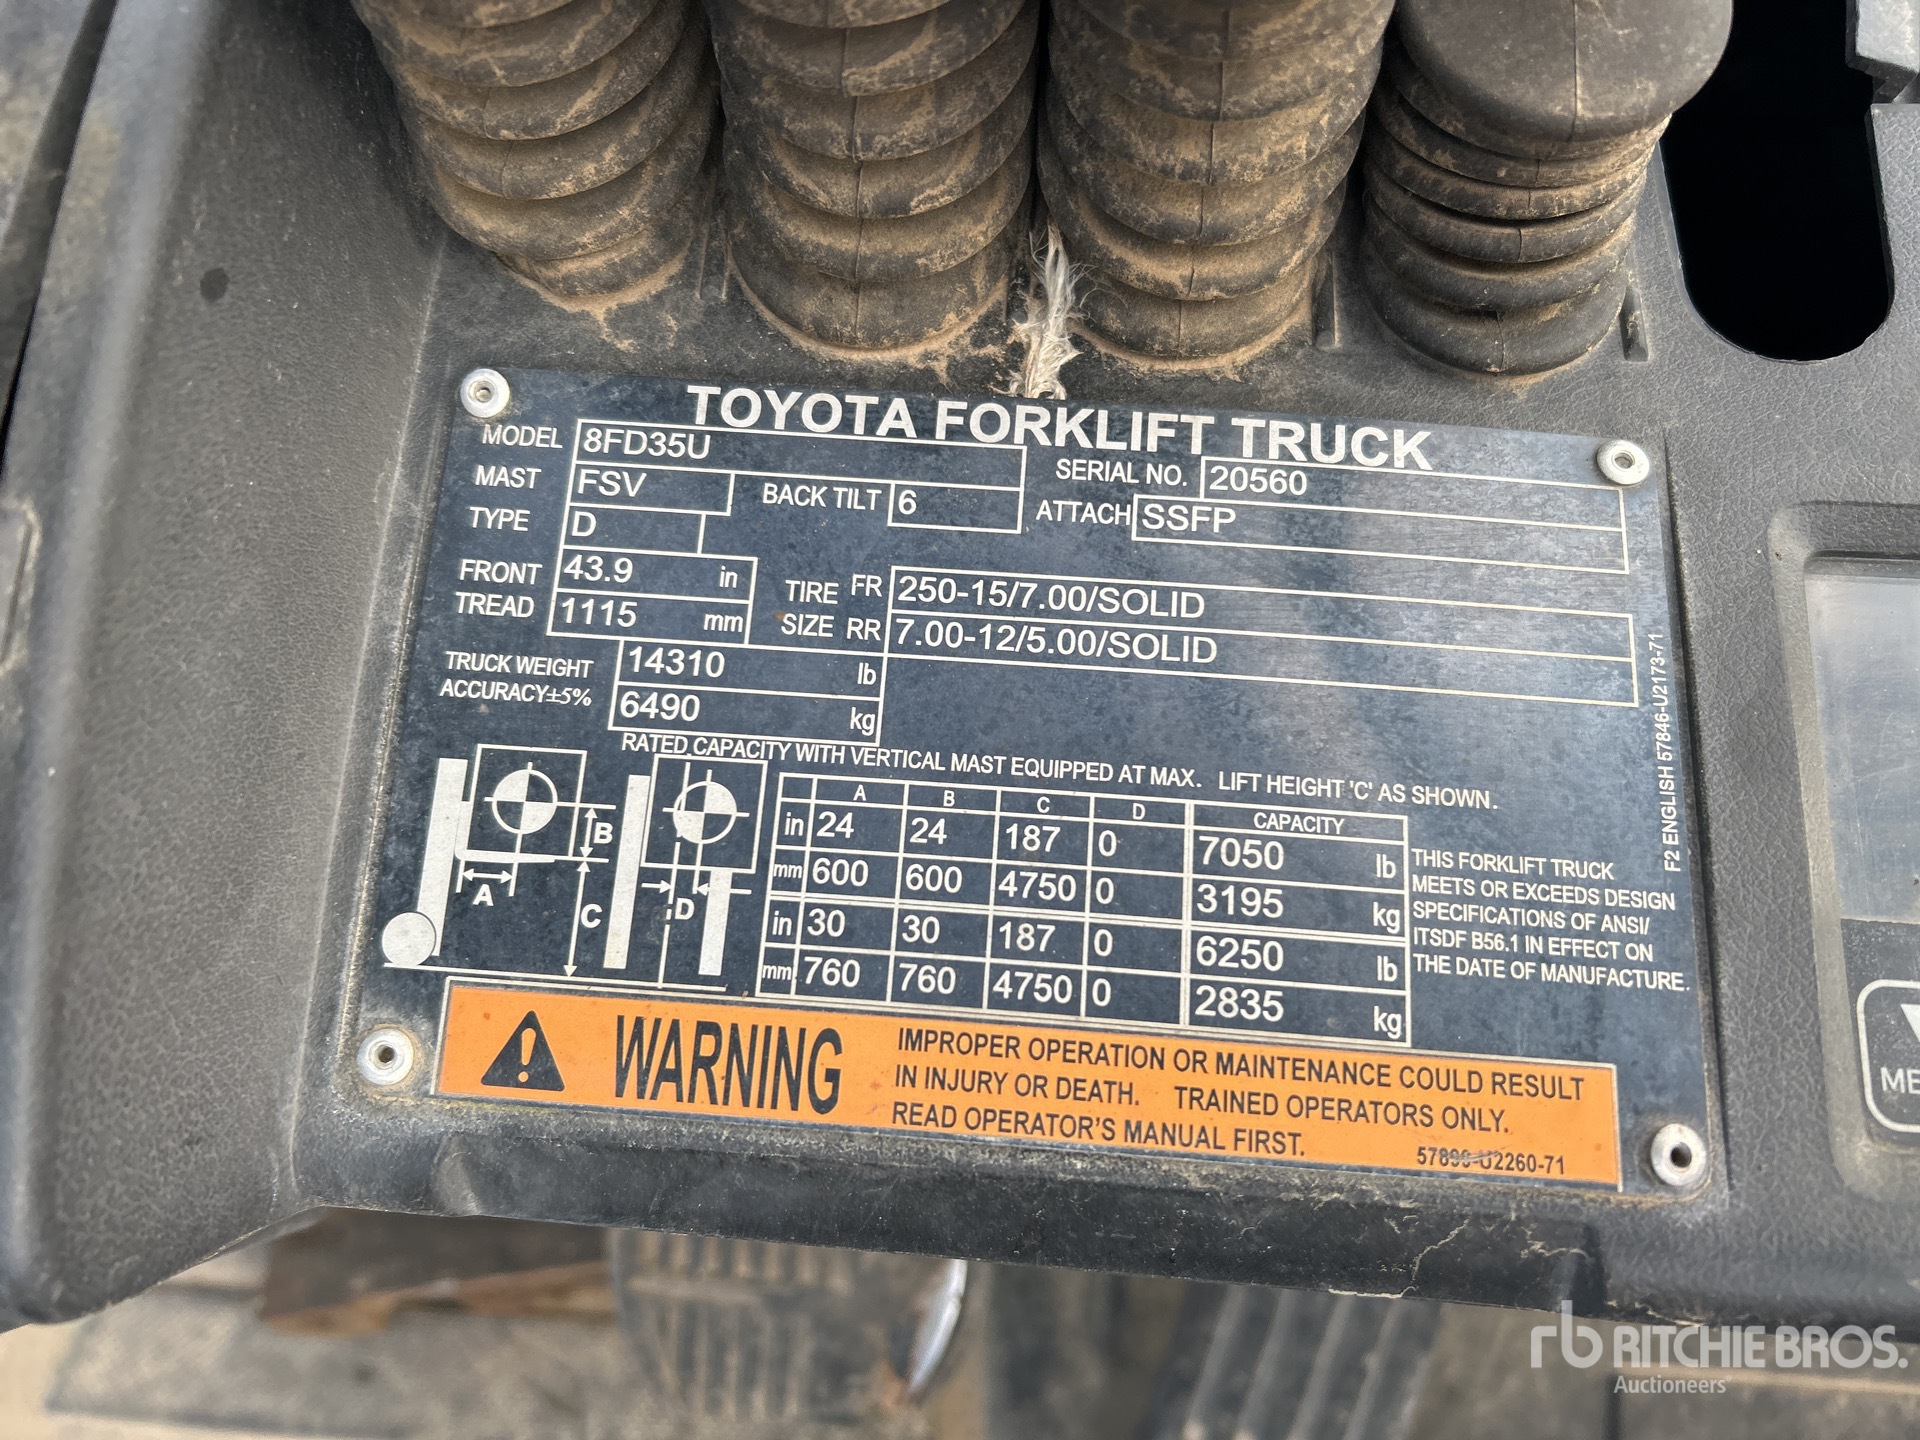 TOYOTA FORKLIFT TRUCK
MODEL 8FD35U SERIAL NO. 20560
MAST FSV BACK TILT 6 ATTACH SSFP
TYPE D
FRONT TREAD 43.9 in
1115 mm
TIRE SIZE FR 250-15/7.00/SOLID
RR 7.00-12/5.00/SOLID
TRUCK WEIGHT 14310 lb
ACCURACY±5% 6490 kg
RATED CAPACITY WITH VERTICAL MAST EQUIPPED AT MAX. LIFT HEIGHT 'C' AS SHOWN.
A B C D CAPACITY
in 24 24 187 0 7050 lb
mm 600 600 4750 0 3195 kg
in 30 30 187 0 6250 lb
mm 760 760 4750 0 2835 kg
B
A
C
D
THIS FORKLIFT TRUCK
MEETS OR EXCEEDS DESIGN
SPECIFICATIONS OF ANSI/
ITSDF B56.1 IN EFFECT ON
THE DATE OF MANUFACTURE.
F2 ENGLISH 57846-U2173-71
WARNING
IMPROPER OPERATION OR MAINTENANCE COULD RESULT
IN INJURY OR DEATH. TRAINED OPERATORS ONLY.
READ OPERATOR'S MANUAL FIRST.
ME
rb RITCHIE BROS.
Auctioneers